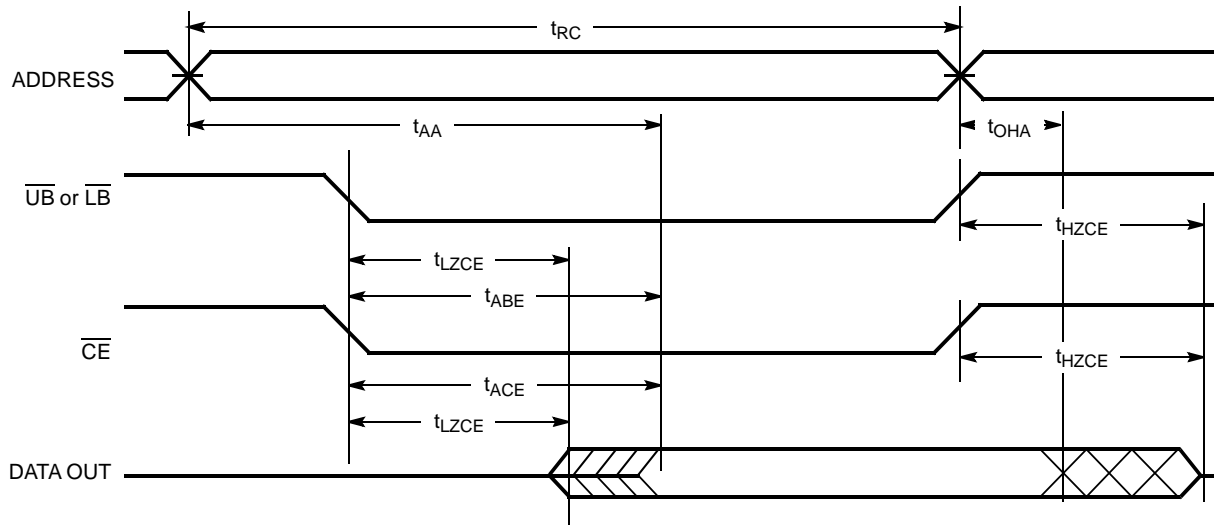 tRC
ADDRESS
tAA
tOHA
UB or LB
tHZCE
tLZCE
tABE
CE
tHZCE
tACE
tLZCE
DATA OUT